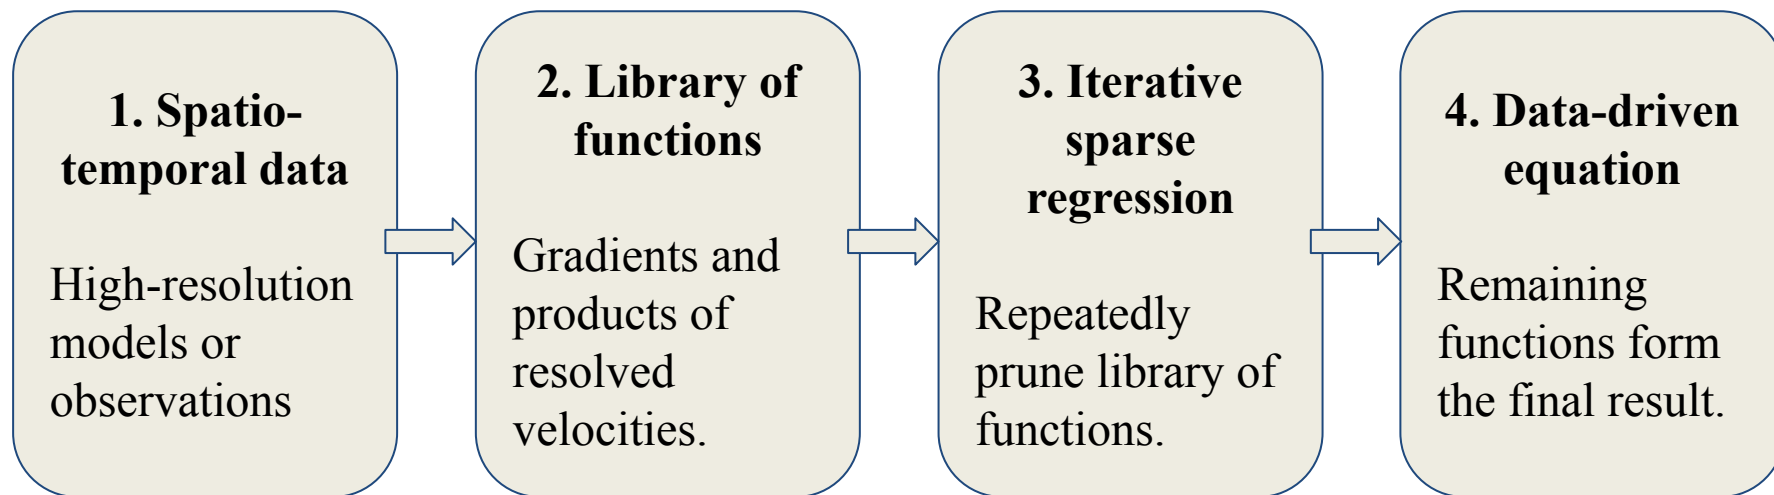 1. Spatio-
temporal data
High-resolution
models or
observations
2. Library of
functions
Gradients and
products of
resolved
velocities.
3. Iterative
sparse
regression
Repeatedly
prune library of
functions.
4. Data-driven
equation
Remaining
functions form
the final result.